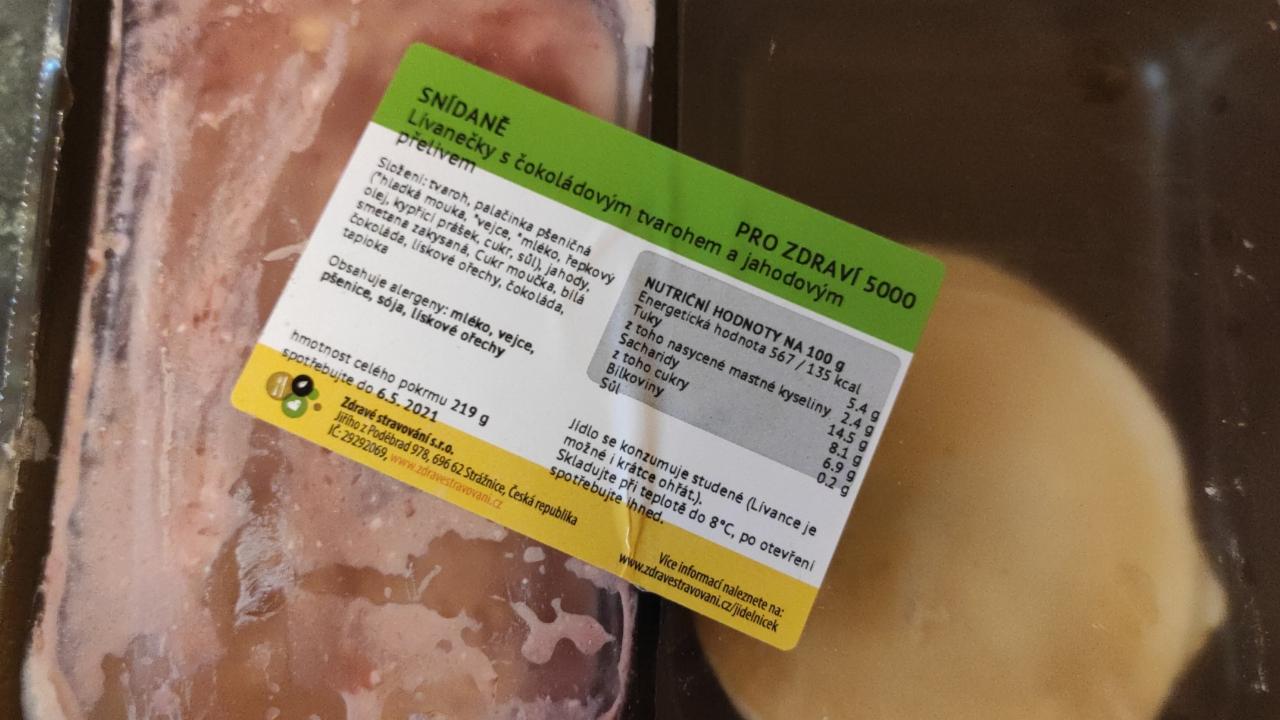 SNÍDANĚ
PRO ZDRAVÍ 5000
Lívanečky s čokoládovým tvarohem a jahodovým
přelivem
Složení: tvaroh, palačinka pšeničná
(*hladká mouka, *vejce, *mléko, řepkový
olej, kypřící prášek, cukr, sůl), jahody,
smetana zakysaná, Cukr moučka, bílá
čokoláda, lískové ořechy, čokoláda,
tapioka
Obsahuje alergeny: mléko, vejce,
pšenice, sója, lískové ořechy
hmotnost celého pokrmu 219 g
spotřebujte do 6.5.2021
NUTRIČNÍ HODNOTY NA 100 g
Energetická hodnota 567 / 135 kcal
Tuky 5.4 g
z toho nasycené mastné kyseliny 2.4 g
Sacharidy 14.5 g
z toho cukry 8.1 g
Bílkoviny 6.9 g
Sůl 0.2 g
Jídlo se konzumuje studené (Lívance je
možné i krátce ohřát).
Skladujte při teplotě do 8°C, po otevření
spotřebujte ihned.
Zdravé stravování s.r.o.
Jiřího z Poděbrad 978, 696 62 Strážnice, Česká republika
IČ: 29292069, www.zdravestravovani.cz
Více informací naleznete na:
www.zdravestravovani.cz/jidelnicek